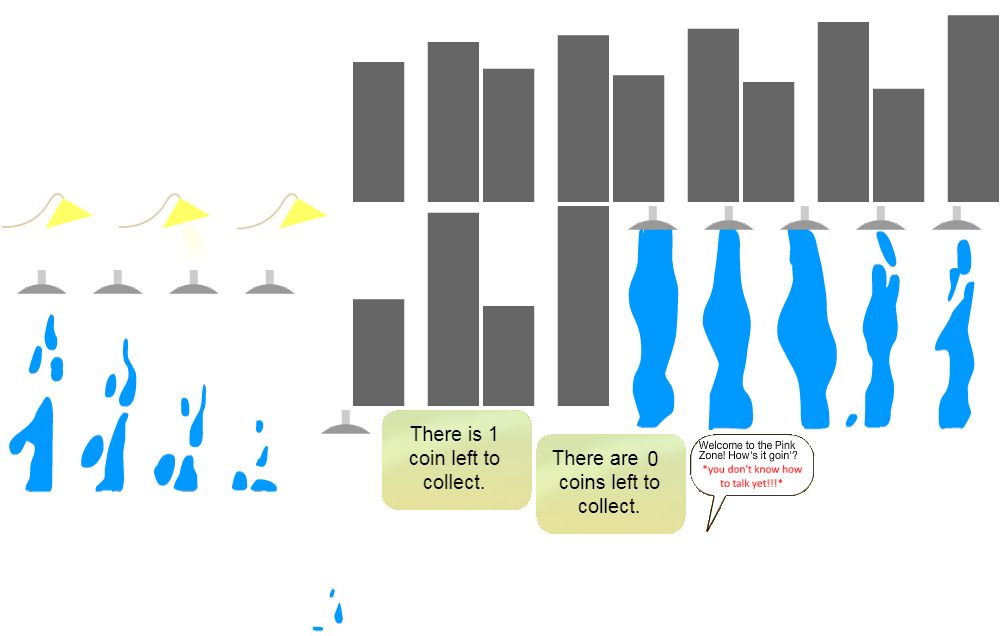 There is 1
coin left to
collect.
There are 0
coins left to
collect.
Welcome to the Pink
Zone! How's it goin'?
*you don't know how
to talk yet!!!*